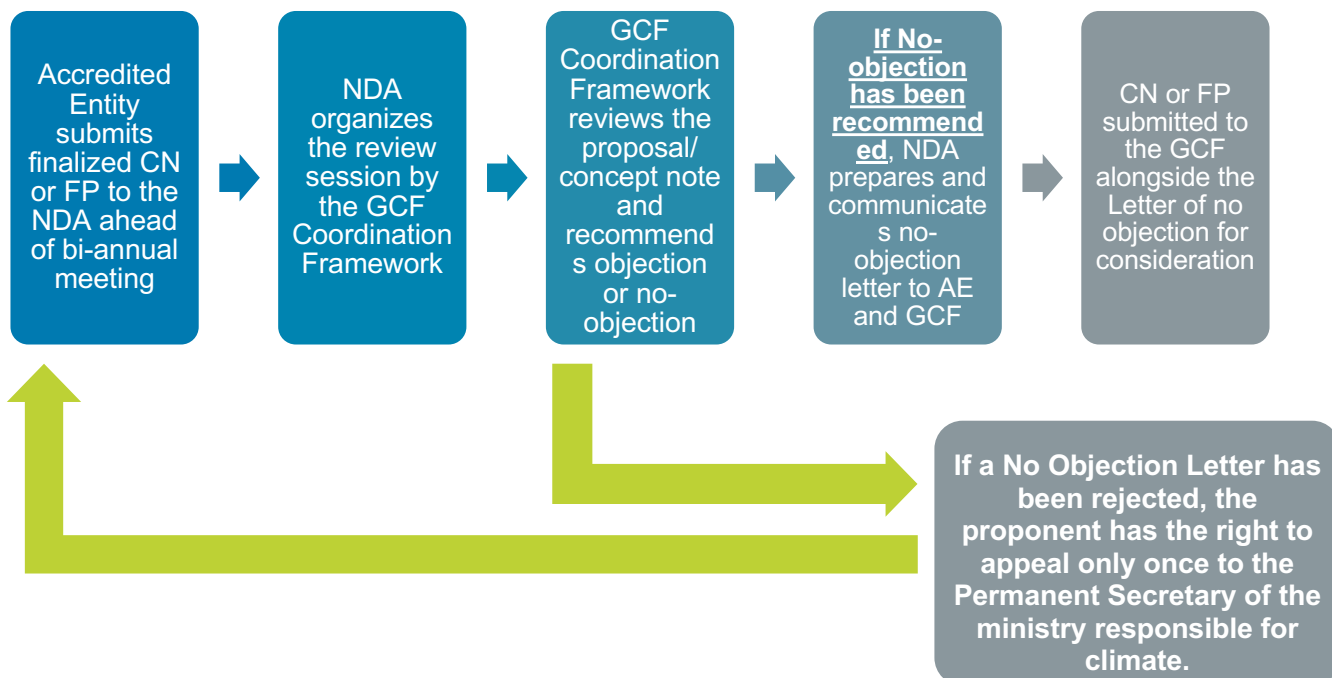 Accredited
Entity
submits
finalized CN
or FP to the
NDA ahead
of bi-annual
meeting
NDA
organizes
the review
session by
the GCF
Coordination
Framework
GCF
Coordination
Framework
reviews the
proposal/
concept note
and
recommend
s objection
or no-
objection
If No-
objection
has been
recommend
ed, NDA
prepares and
communicate
s no-
objection
letter to AE
and GCF
CN or FP
submitted to
the GCF
alongside the
Letter of no
objection for
consideration
If a No Objection Letter has
been rejected, the
proponent has the right to
appeal only once to the
Permanent Secretary of the
ministry responsible for
climate.